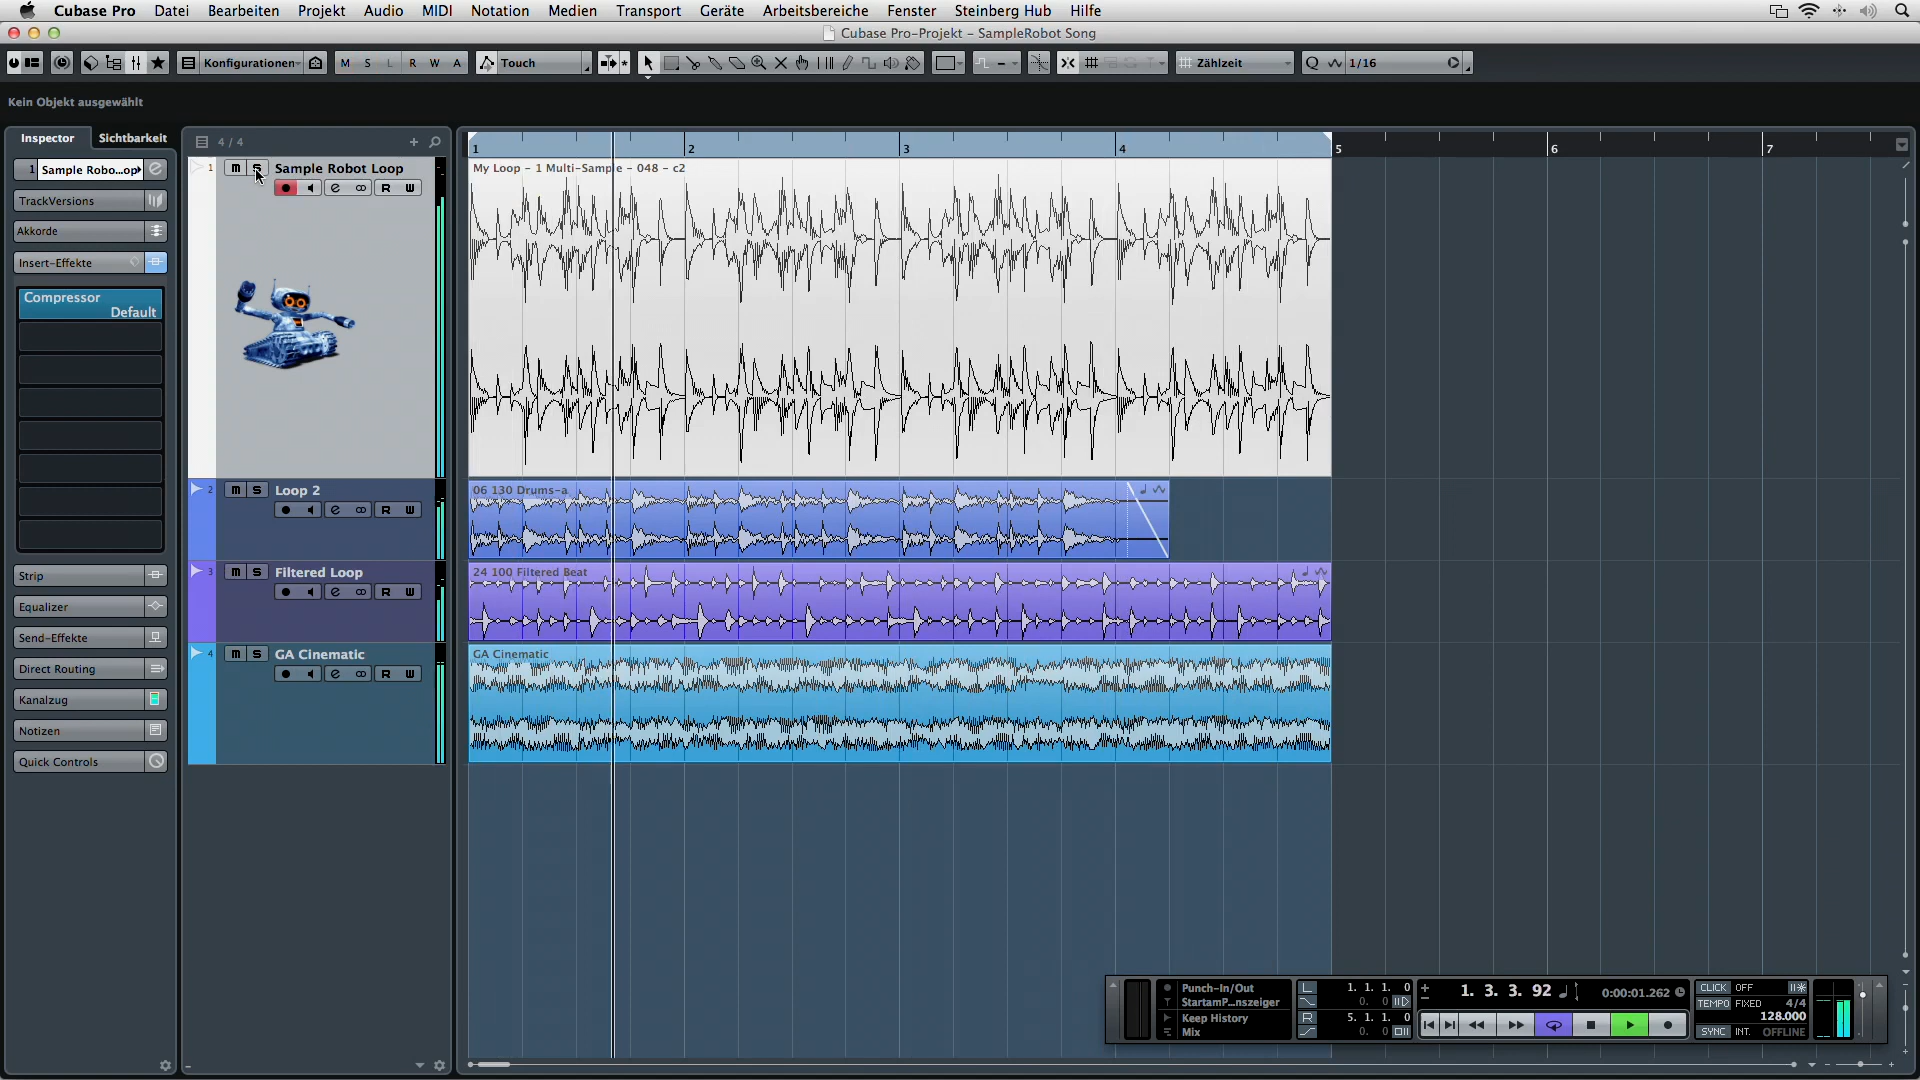 Cubase Pro Datei Bearbeiten Projekt Audio MIDI Notation Medien Transport Geräte Arbeitsbereiche Fenster Steinberg Hub Hilfe
Cubase Pro-Projekt - SampleRobot Song
Konfigurationen M S L R W A Touch Zählzeit Q 1/16
Kein Objekt ausgewählt
Inspector Sichtbarkeit
4 / 4
1 Sample Robo...op
TrackVersions
Akkorde
Insert-Effekte
Compressor
Default
Strip
Equalizer
Send-Effekte
Direct Routing
Kanalzug
Notizen
Quick Controls
1 m S Sample Robot Loop
R W
2 m S Loop 2
R W
3 m S Filtered Loop
R W
4 m S GA Cinematic
R W
1 2 3 4 5 6 7
My Loop - 1 Multi-Sample - 048 - c2
06 130 Drums-a
24 100 Filtered Beat
GA Cinematic
Punch-In/Out
StartamP...nszeiger
Keep History
Mix
L 1. 1. 1. 0
0. 0
R 5. 1. 1. 0
0. 0
1. 3. 3. 92
0:00:01.262
CLICK OFF
TEMPO FIXED 4/4
128.000
SYNC INT. OFFLINE